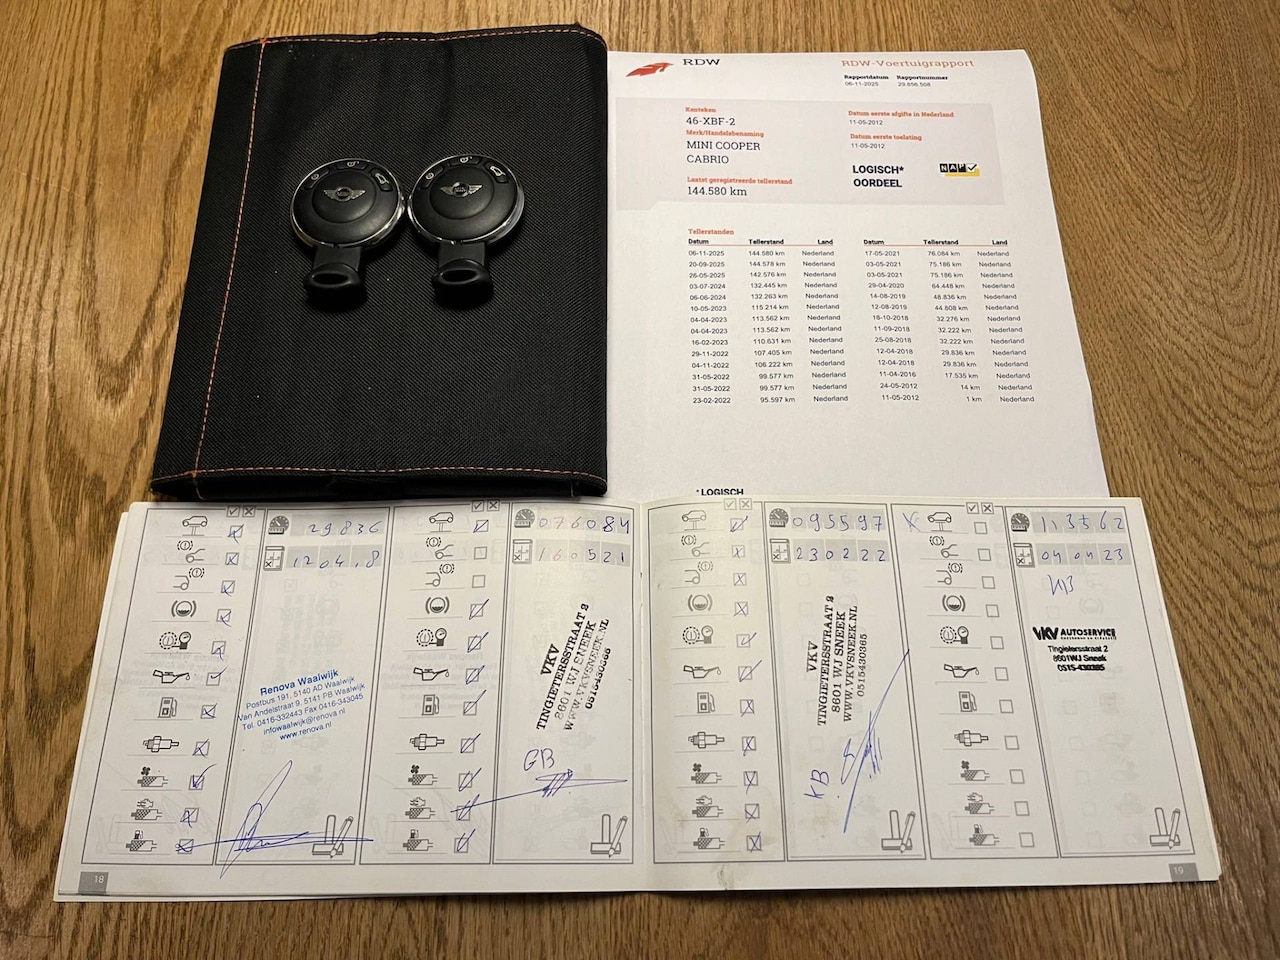 RDW
RDW-Voertuigrapport
Rapportdatum Rapportnummer
06-11-2025 29.656.508
Kenteken
46-XBF-2
Merk/Handelsbenaming
MINI COOPER
CABRIO
Laatst geregistreerde tellerstand
144.580 km
Datum eerste afgifte in Nederland
11-05-2012
Datum eerste toelating
11-05-2012
LOGISCH*
OORDEEL
NAP
Tellerstanden
Datum Tellerstand Land Datum Tellerstand Land
06-11-2025 144.580 km Nederland 17-05-2021 76.084 km Nederland
20-09-2025 144.578 km Nederland 03-05-2021 75.186 km Nederland
26-05-2025 142.576 km Nederland 03-05-2021 75.186 km Nederland
03-07-2024 132.445 km Nederland 29-04-2020 64.448 km Nederland
06-06-2024 132.263 km Nederland 14-08-2019 48.836 km Nederland
10-05-2023 115.214 km Nederland 12-08-2019 44.808 km Nederland
04-04-2023 113.562 km Nederland 18-10-2018 32.276 km Nederland
04-04-2023 113.562 km Nederland 11-09-2018 32.222 km Nederland
16-02-2023 110.631 km Nederland 25-08-2018 32.222 km Nederland
29-11-2022 107.405 km Nederland 12-04-2018 29.836 km Nederland
04-11-2022 106.222 km Nederland 12-04-2018 29.836 km Nederland
31-05-2022 99.577 km Nederland 11-04-2016 17.535 km Nederland
31-05-2022 99.577 km Nederland 24-05-2012 14 km Nederland
23-02-2022 95.597 km Nederland 11-05-2012 1 km Nederland
*LOGISCH
29836
Renova Waalwijk
Postbus 191, 5140 AD Waalwijk
Van Andelstraat 9, 5141 PB Waalwijk
Tel. 0416-332443 Fax 0416-343045
infowaalwijk@renova.nl
www.renova.nl
18
076084
160521
VKV
TINGIETERSSTRAAT 2
8601 WJ SNEEK
WWW.VKVSNEEK.NL
0515430365
GB
095597
230222
VKV
TINGIETERSSTRAAT 2
8601 WJ SNEEK
WWW.VKVSNEEK.NL
0515430365
KB
113562
040423
KB
VKV AUTOSERVICE
Tingietersstraat 2
8601WJ Sneek
0515-430365
19